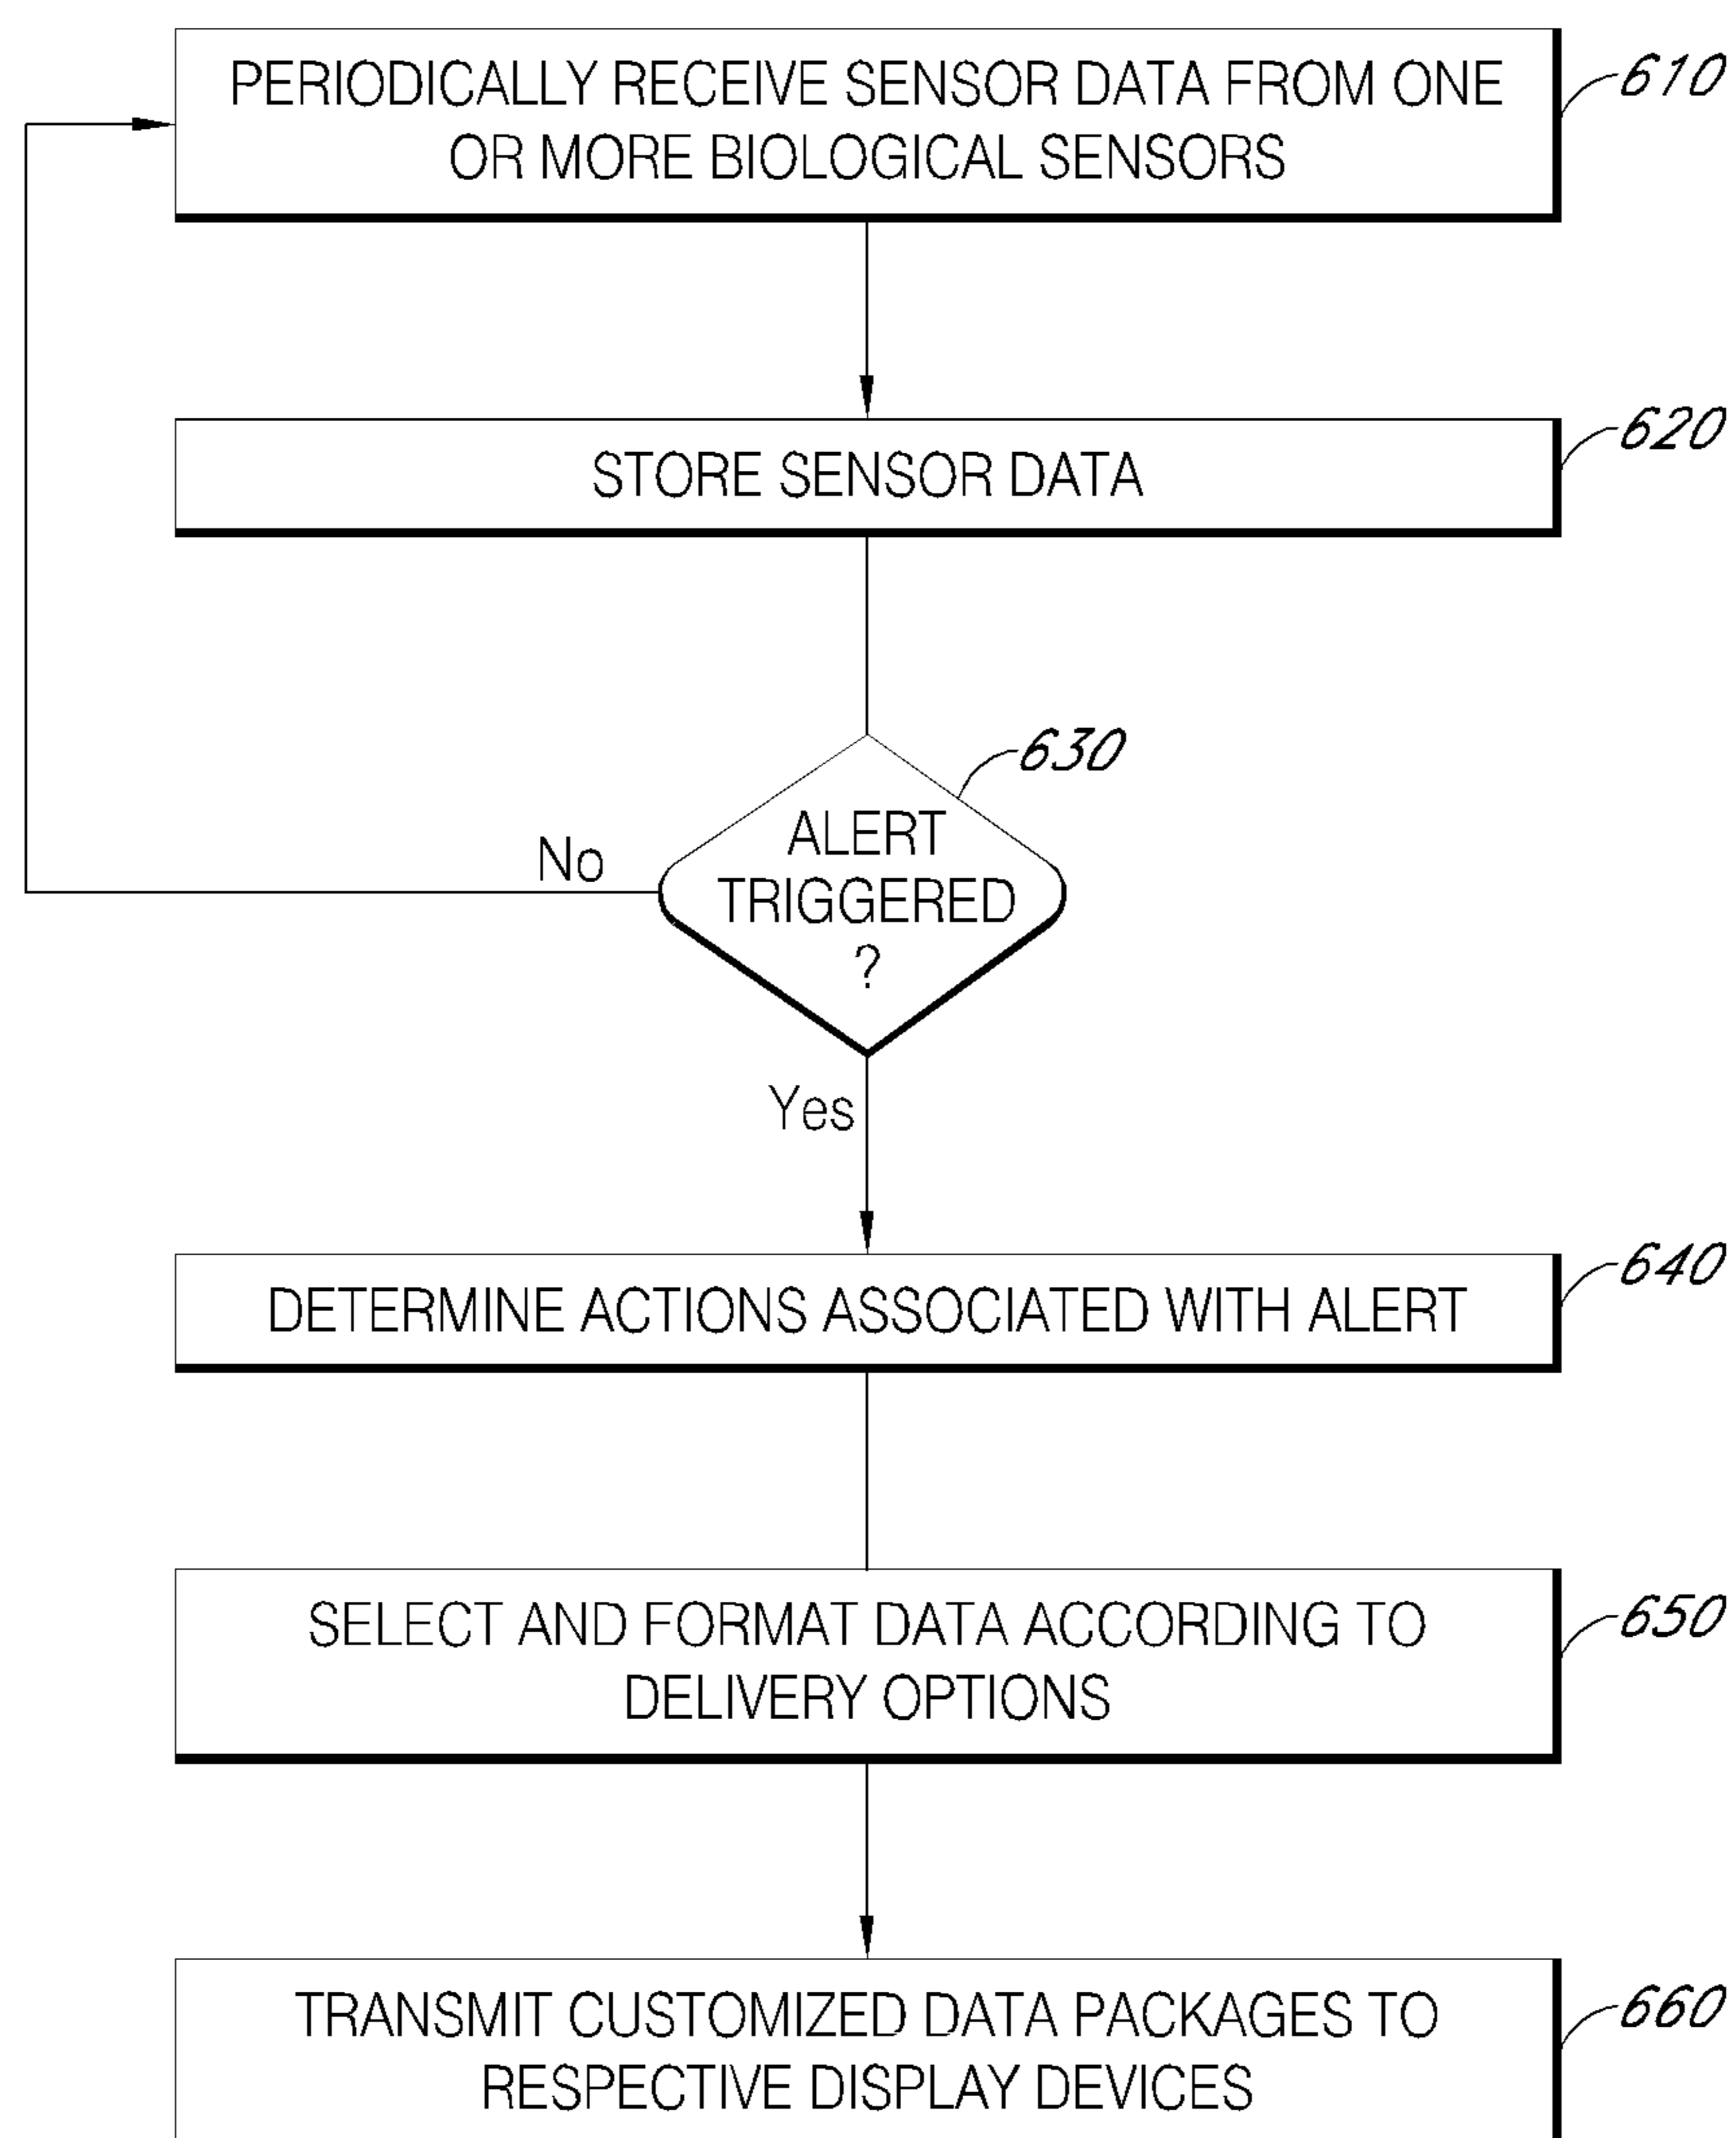 PERIODICALLY RECEIVE SENSOR DATA FROM ONE
OR MORE BIOLOGICAL SENSORS
610
STORE SENSOR DATA
620
630
ALERT
TRIGGERED
?
No
Yes
DETERMINE ACTIONS ASSOCIATED WITH ALERT
640
SELECT AND FORMAT DATA ACCORDING TO
DELIVERY OPTIONS
650
TRANSMIT CUSTOMIZED DATA PACKAGES TO
RESPECTIVE DISPLAY DEVICES
660